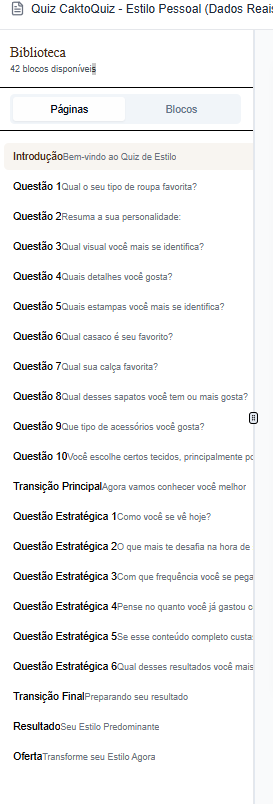 Quiz CaktoQuiz - Estilo Pessoal (Dados Reais
Biblioteca
42 blocos disponíveis
Páginas Blocos
Introdução Bem-vindo ao Quiz de Estilo
Questão 1 Qual o seu tipo de roupa favorita?
Questão 2 Resuma a sua personalidade:
Questão 3 Qual visual você mais se identifica?
Questão 4 Quais detalhes você gosta?
Questão 5 Quais estampas você mais se identifica?
Questão 6 Qual casaco é seu favorito?
Questão 7 Qual sua calça favorita?
Questão 8 Qual desses sapatos você tem ou mais gosta?
Questão 9 Que tipo de acessórios você gosta?
Questão 10 Você escolhe certos tecidos, principalmente po
Transição Principal Agora vamos conhecer você melhor
Questão Estratégica 1 Como você se vê hoje?
Questão Estratégica 2 O que mais te desafia na hora de
Questão Estratégica 3 Com que frequência você se pega
Questão Estratégica 4 Pense no quanto você já gastou c
Questão Estratégica 5 Se esse conteúdo completo custa
Questão Estratégica 6 Qual desses resultados você mais
Transição Final Preparando seu resultado
Resultado Seu Estilo Predominante
Oferta Transforme seu Estilo Agora